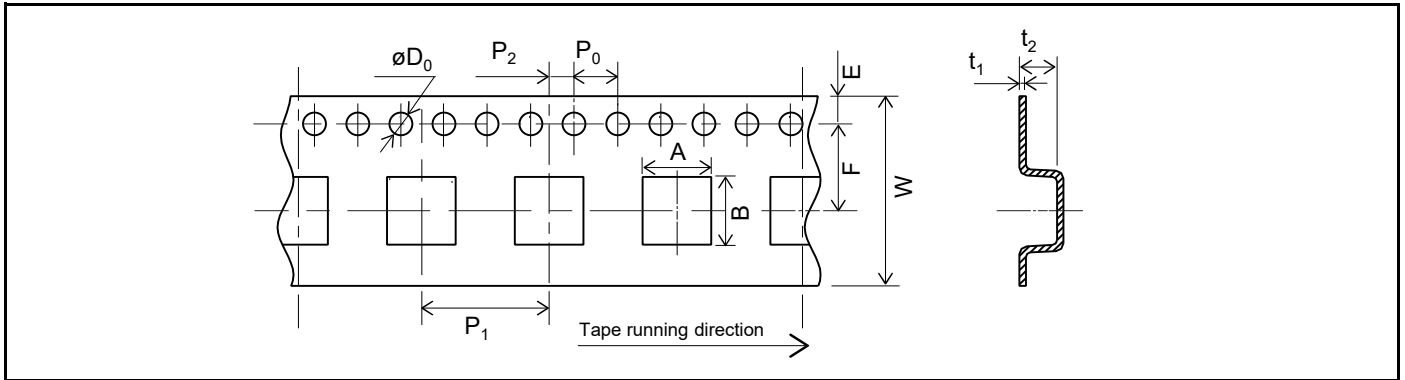 øD₀
P₂
P₀
E
t₁
t₂
A
B
F
W
P₁
Tape running direction